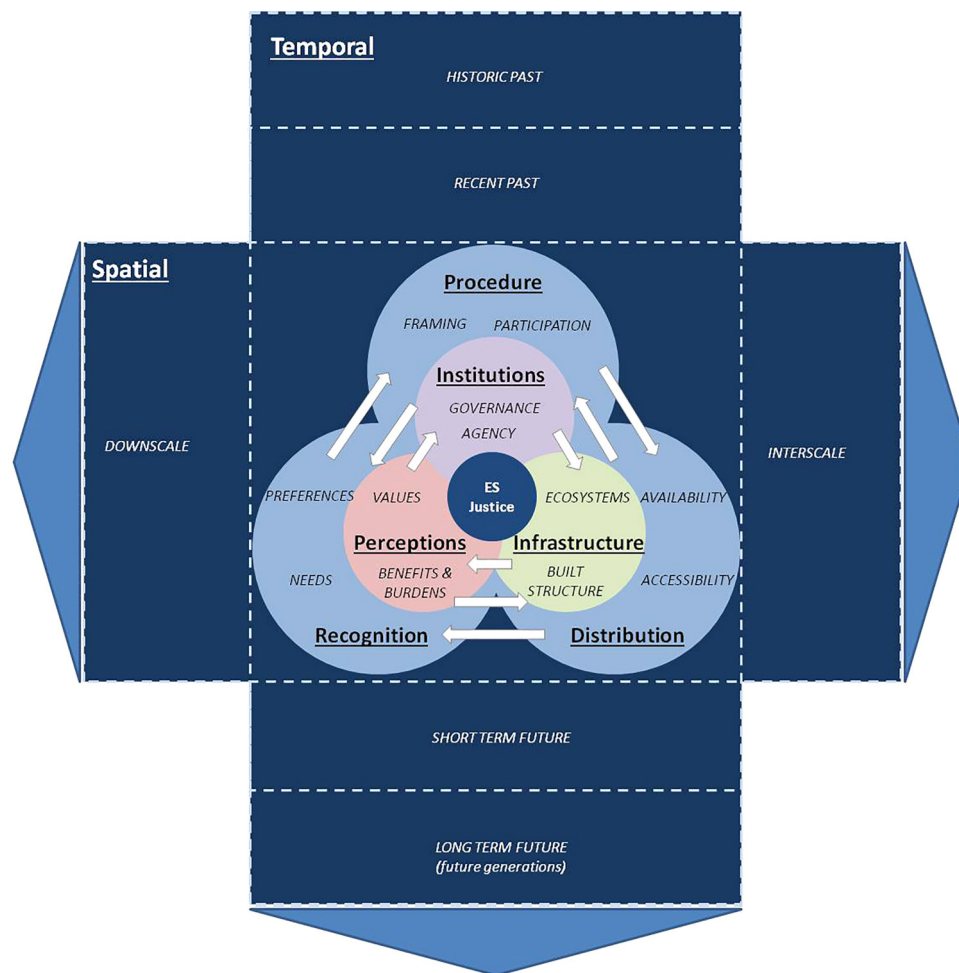 Temporal
HISTORIC PAST
RECENT PAST
Spatial
Procedure
FRAMING PARTICIPATION
Institutions
GOVERNANCE
AGENCY
DOWNSCALE
INTERSCALE
PREFERENCES
VALUES
ES
Justice
ECOSYSTEMS
AVAILABILITY
Perceptions
Infrastructure
BENEFITS &
BURDENS
BUILT
STRUCTURE
NEEDS
ACCESSIBILITY
Recognition
Distribution
SHORT TERM FUTURE
LONG TERM FUTURE
(future generations)